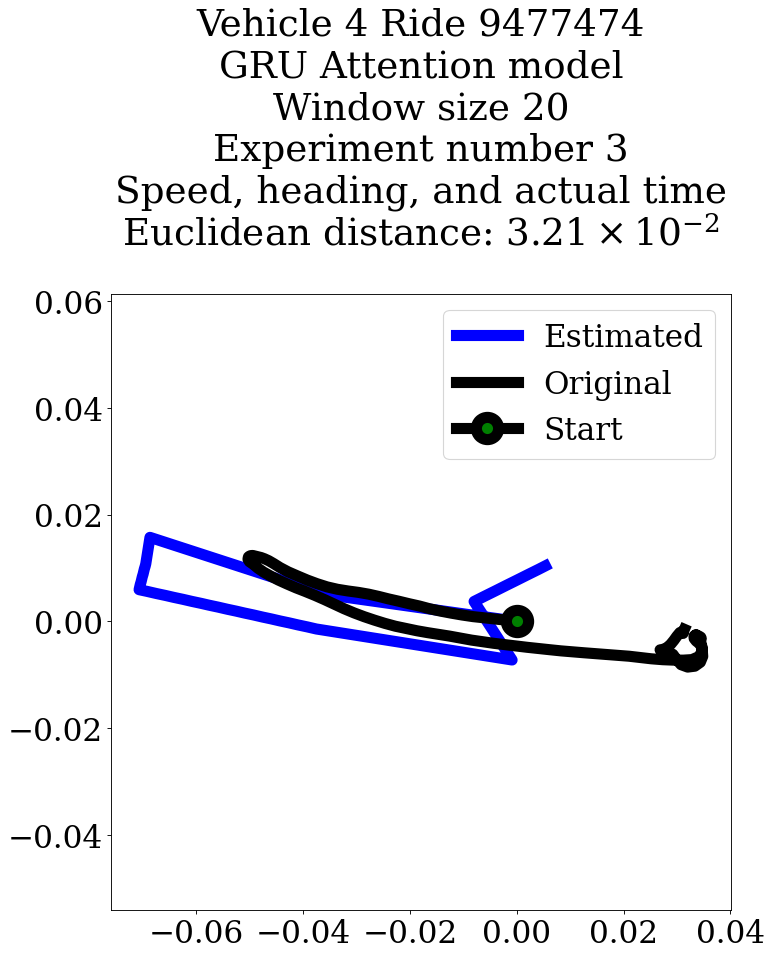 Vehicle 4 Ride 9477474
GRU Attention model
Window size 20
Experiment number 3
Speed, heading, and actual time
Euclidean distance: 3.21 × 10⁻²
Estimated
Original
Start
0.06
0.04
0.02
0.00
−0.02
−0.04
−0.06 −0.04 −0.02 0.00 0.02 0.04